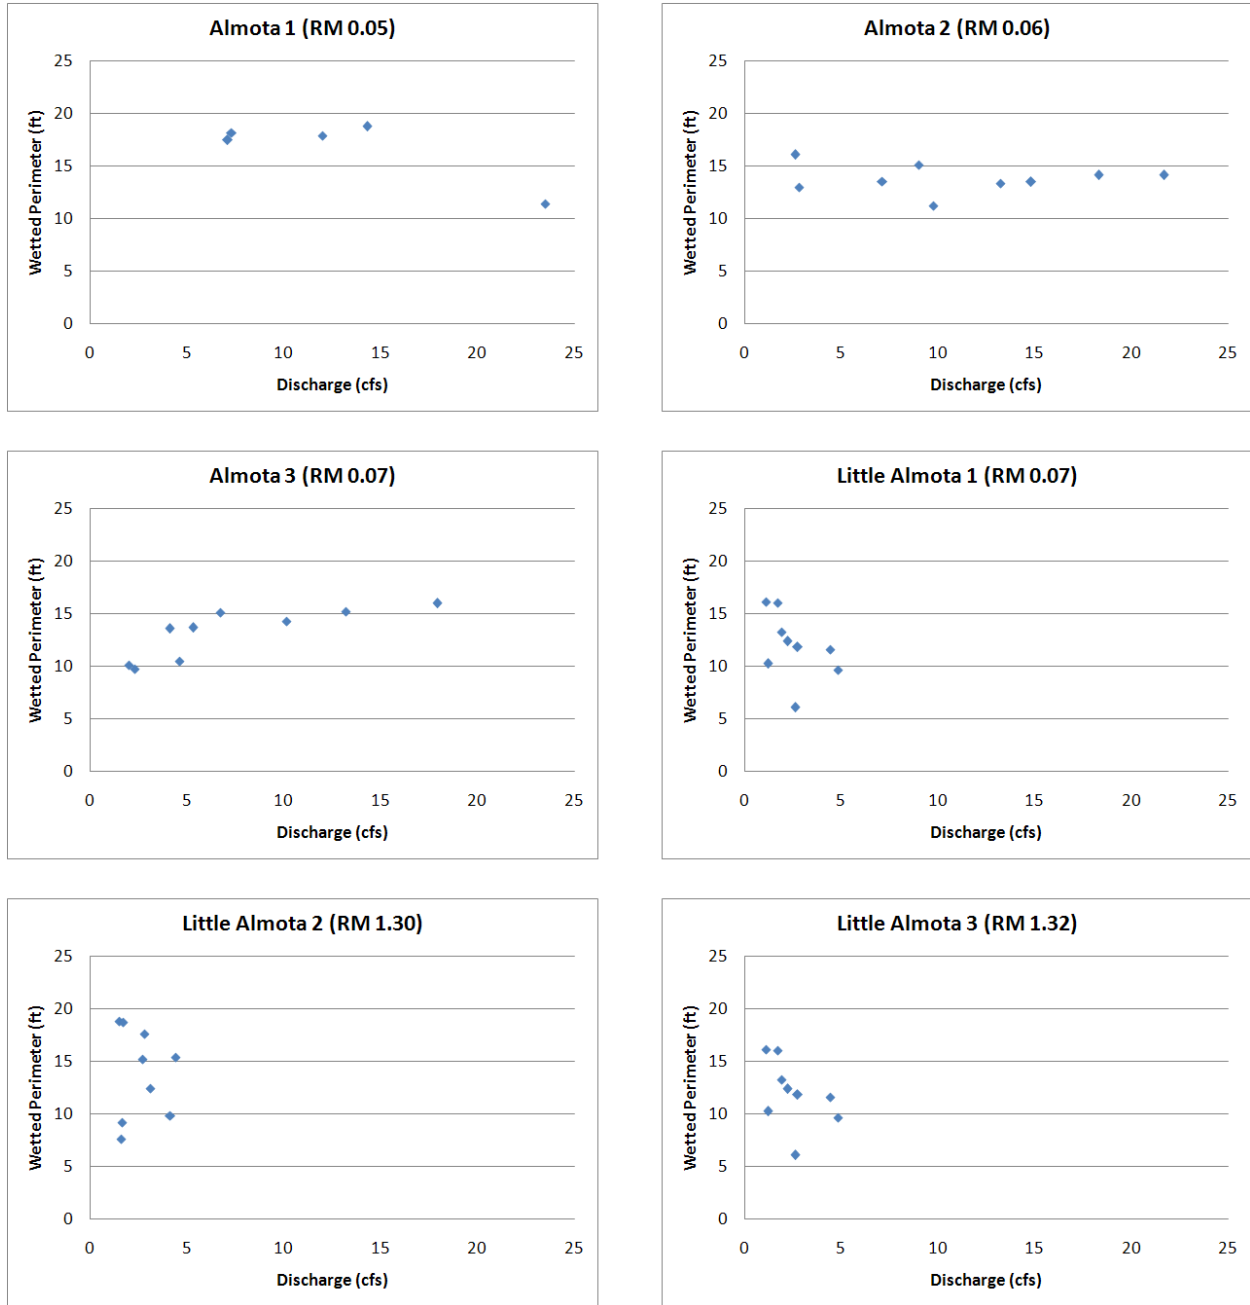 Almota 1 (RM 0.05)
Wetted Perimeter (ft)
25
20
15
10
5
0
0 5 10 15 20 25
Discharge (cfs)
Almota 2 (RM 0.06)
Wetted Perimeter (ft)
25
20
15
10
5
0
0 5 10 15 20 25
Discharge (cfs)
Almota 3 (RM 0.07)
Wetted Perimeter (ft)
25
20
15
10
5
0
0 5 10 15 20 25
Discharge (cfs)
Little Almota 1 (RM 0.07)
Wetted Perimeter (ft)
25
20
15
10
5
0
0 5 10 15 20 25
Discharge (cfs)
Little Almota 2 (RM 1.30)
Wetted Perimeter (ft)
25
20
15
10
5
0
0 5 10 15 20 25
Discharge (cfs)
Little Almota 3 (RM 1.32)
Wetted Perimeter (ft)
25
20
15
10
5
0
0 5 10 15 20 25
Discharge (cfs)